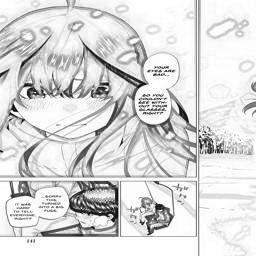 YOUR
EYES ARE
BAD...
SO YOU
COULDN'T
SEE WITH-
OUT YOUR
GLASSES,
RIGHT?
...SORRY
THIS
TURNED
INTO A BIG
FUSS.
IT WAS
HARD
TO TELL
EVERYONE,
RIGHT?
141